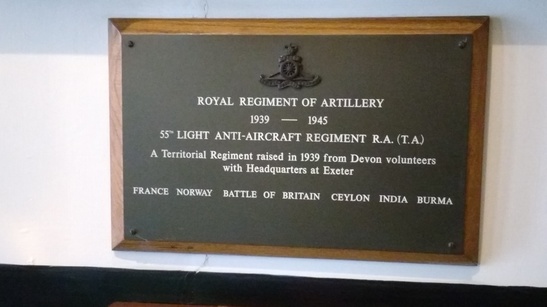 ROYAL REGIMENT OF ARTILLERY
1939 — 1945
55TH LIGHT ANTI-AIRCRAFT REGIMENT R.A. (T.A.)
A Territorial Regiment raised in 1939 from Devon volunteers
with Headquarters at Exeter
FRANCE NORWAY BATTLE OF BRITAIN CEYLON INDIA BURMA